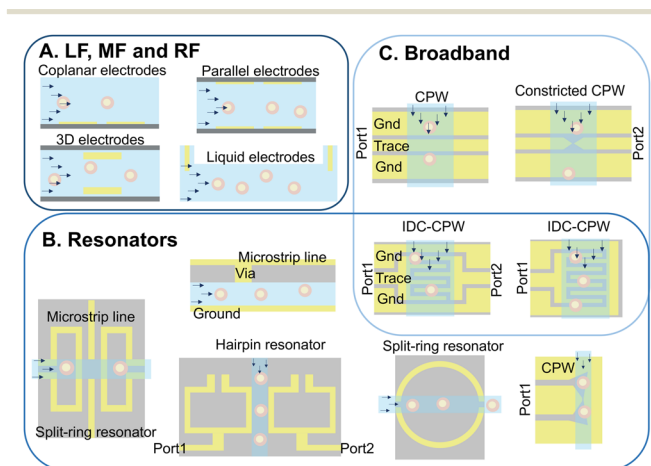 A. LF, MF and RF
Coplanar electrodes
Parallel electrodes
3D electrodes
Liquid electrodes
C. Broadband
CPW
Constricted CPW
Port1
Gnd
Trace
Gnd
Port2
IDC-CPW
IDC-CPW
Port1
Gnd
Trace
Gnd
Port2
Port1
B. Resonators
Microstrip line
Via
Ground
Microstrip line
Split-ring resonator
Hairpin resonator
Port1
Port2
Split-ring resonator
CPW
Port1